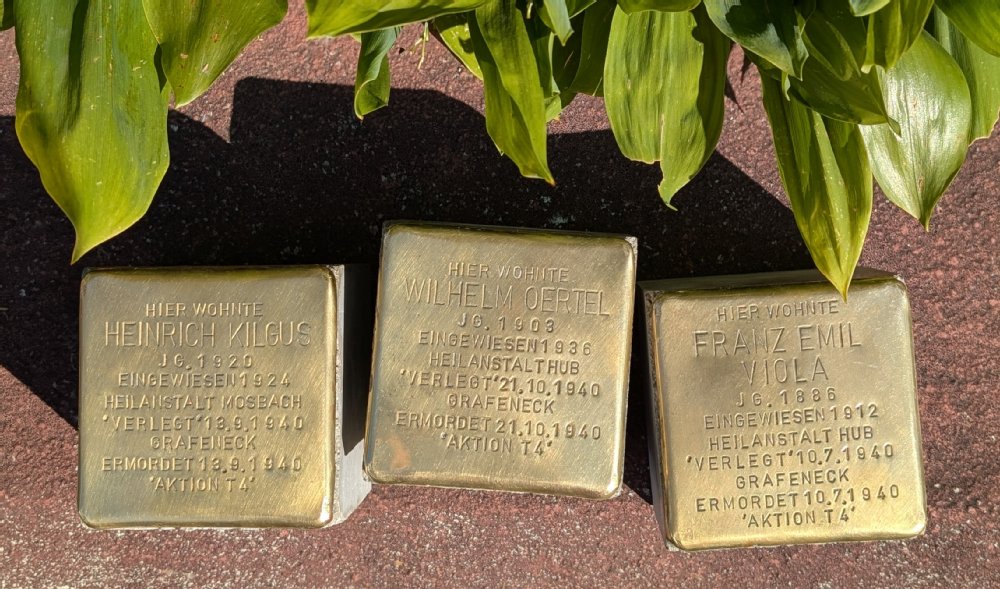 HIER WOHNTE
HEINRICH KILGUS
JG. 1920
EINGEWIESEN 1924
HEILANSTALT MOSBACH
"VERLEGT" 13.9.1940
GRAFENECK
ERMORDET 13.9.1940
"AKTION T4"
HIER WOHNTE
WILHELM OERTEL
JG. 1903
EINGEWIESEN 1936
HEILANSTALT HUB
"VERLEGT" 21.10.1940
GRAFENECK
ERMORDET 21.10.1940
"AKTION T4"
HIER WOHNTE
FRANZ EMIL
VIOLA
JG. 1886
EINGEWIESEN 1912
HEILANSTALT HUB
"VERLEGT" 10.7.1940
GRAFENECK
ERMORDET 10.7.1940
"AKTION T4"